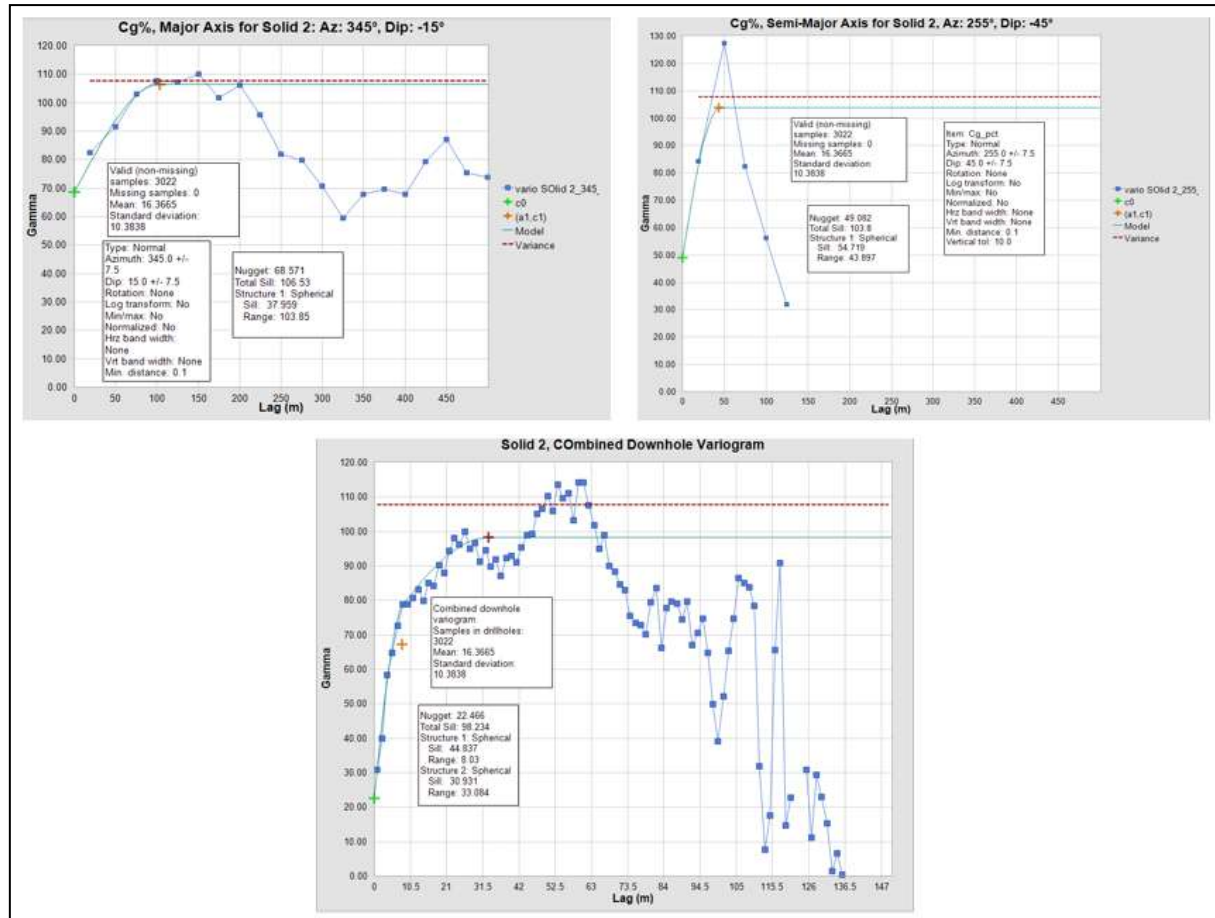 Cg%, Major Axis for Solid 2: Az: 345º, Dip: -15º
120.00
110.00
100.00
90.00
80.00
70.00
60.00
50.00
40.00
30.00
20.00
10.00
0.00
Gamma
Valid (non-missing)
samples: 3022
Missing samples: 0
Mean: 16.3665
Standard deviation:
10.3838
Type: Normal
Azimuth: 345.0 +/-
7.5
Dip: 15.0 +/- 7.5
Rotation: None
Log transform: No
Min/max: No
Normalized: No
Hrz band width:
None
Vrt band width: None
Min. distance: 0.1
Nugget: 68.571
Total Sill: 106.53
Structure 1: Spherical
Sill: 37.959
Range: 103.85
vario SOlid 2_345_
c0
(a1,c1)
Model
Variance
0 50 100 150 200 250 300 350 400 450
Lag (m)
Cg%, Semi-Major Axis for Solid 2, Az: 255º, Dip: -45º
130.00
120.00
110.00
100.00
90.00
80.00
70.00
60.00
50.00
40.00
30.00
20.00
10.00
0.00
Gamma
Valid (non-missing)
samples: 3022
Missing samples: 0
Mean: 16.3665
Standard deviation:
10.3838
Nugget: 49.082
Total Sill: 103.8
Structure 1: Spherical
Sill: 54.719
Range: 43.897
Item: Cg_pct
Type: Normal
Azimuth: 255.0 +/- 7.5
Dip: 45.0 +/- 7.5
Rotation: None
Log transform: No
Min/max: No
Normalized: No
Hrz band width: None
Vrt band width: None
Min. distance: 0.1
Vertical tol: 10.0
vario SOlid 2_255_
c0
(a1,c1)
Model
Variance
0 50 100 150 200 250 300 350 400 450
Lag (m)
Solid 2, COmbined Downhole Variogram
120.00
110.00
100.00
90.00
80.00
70.00
60.00
50.00
40.00
30.00
20.00
10.00
0.00
Gamma
Combined downhole
variogram
Samples in drillholes:
3022
Mean: 16.3665
Standard deviation:
10.3838
Nugget: 22.466
Total Sill: 98.234
Structure 1: Spherical
Sill: 44.837
Range: 8.03
Structure 2: Spherical
Sill: 30.931
Range: 33.084
0 10.5 21 31.5 42 52.5 63 73.5 84 94.5 105 115.5 126 136.5 147
Lag (m)